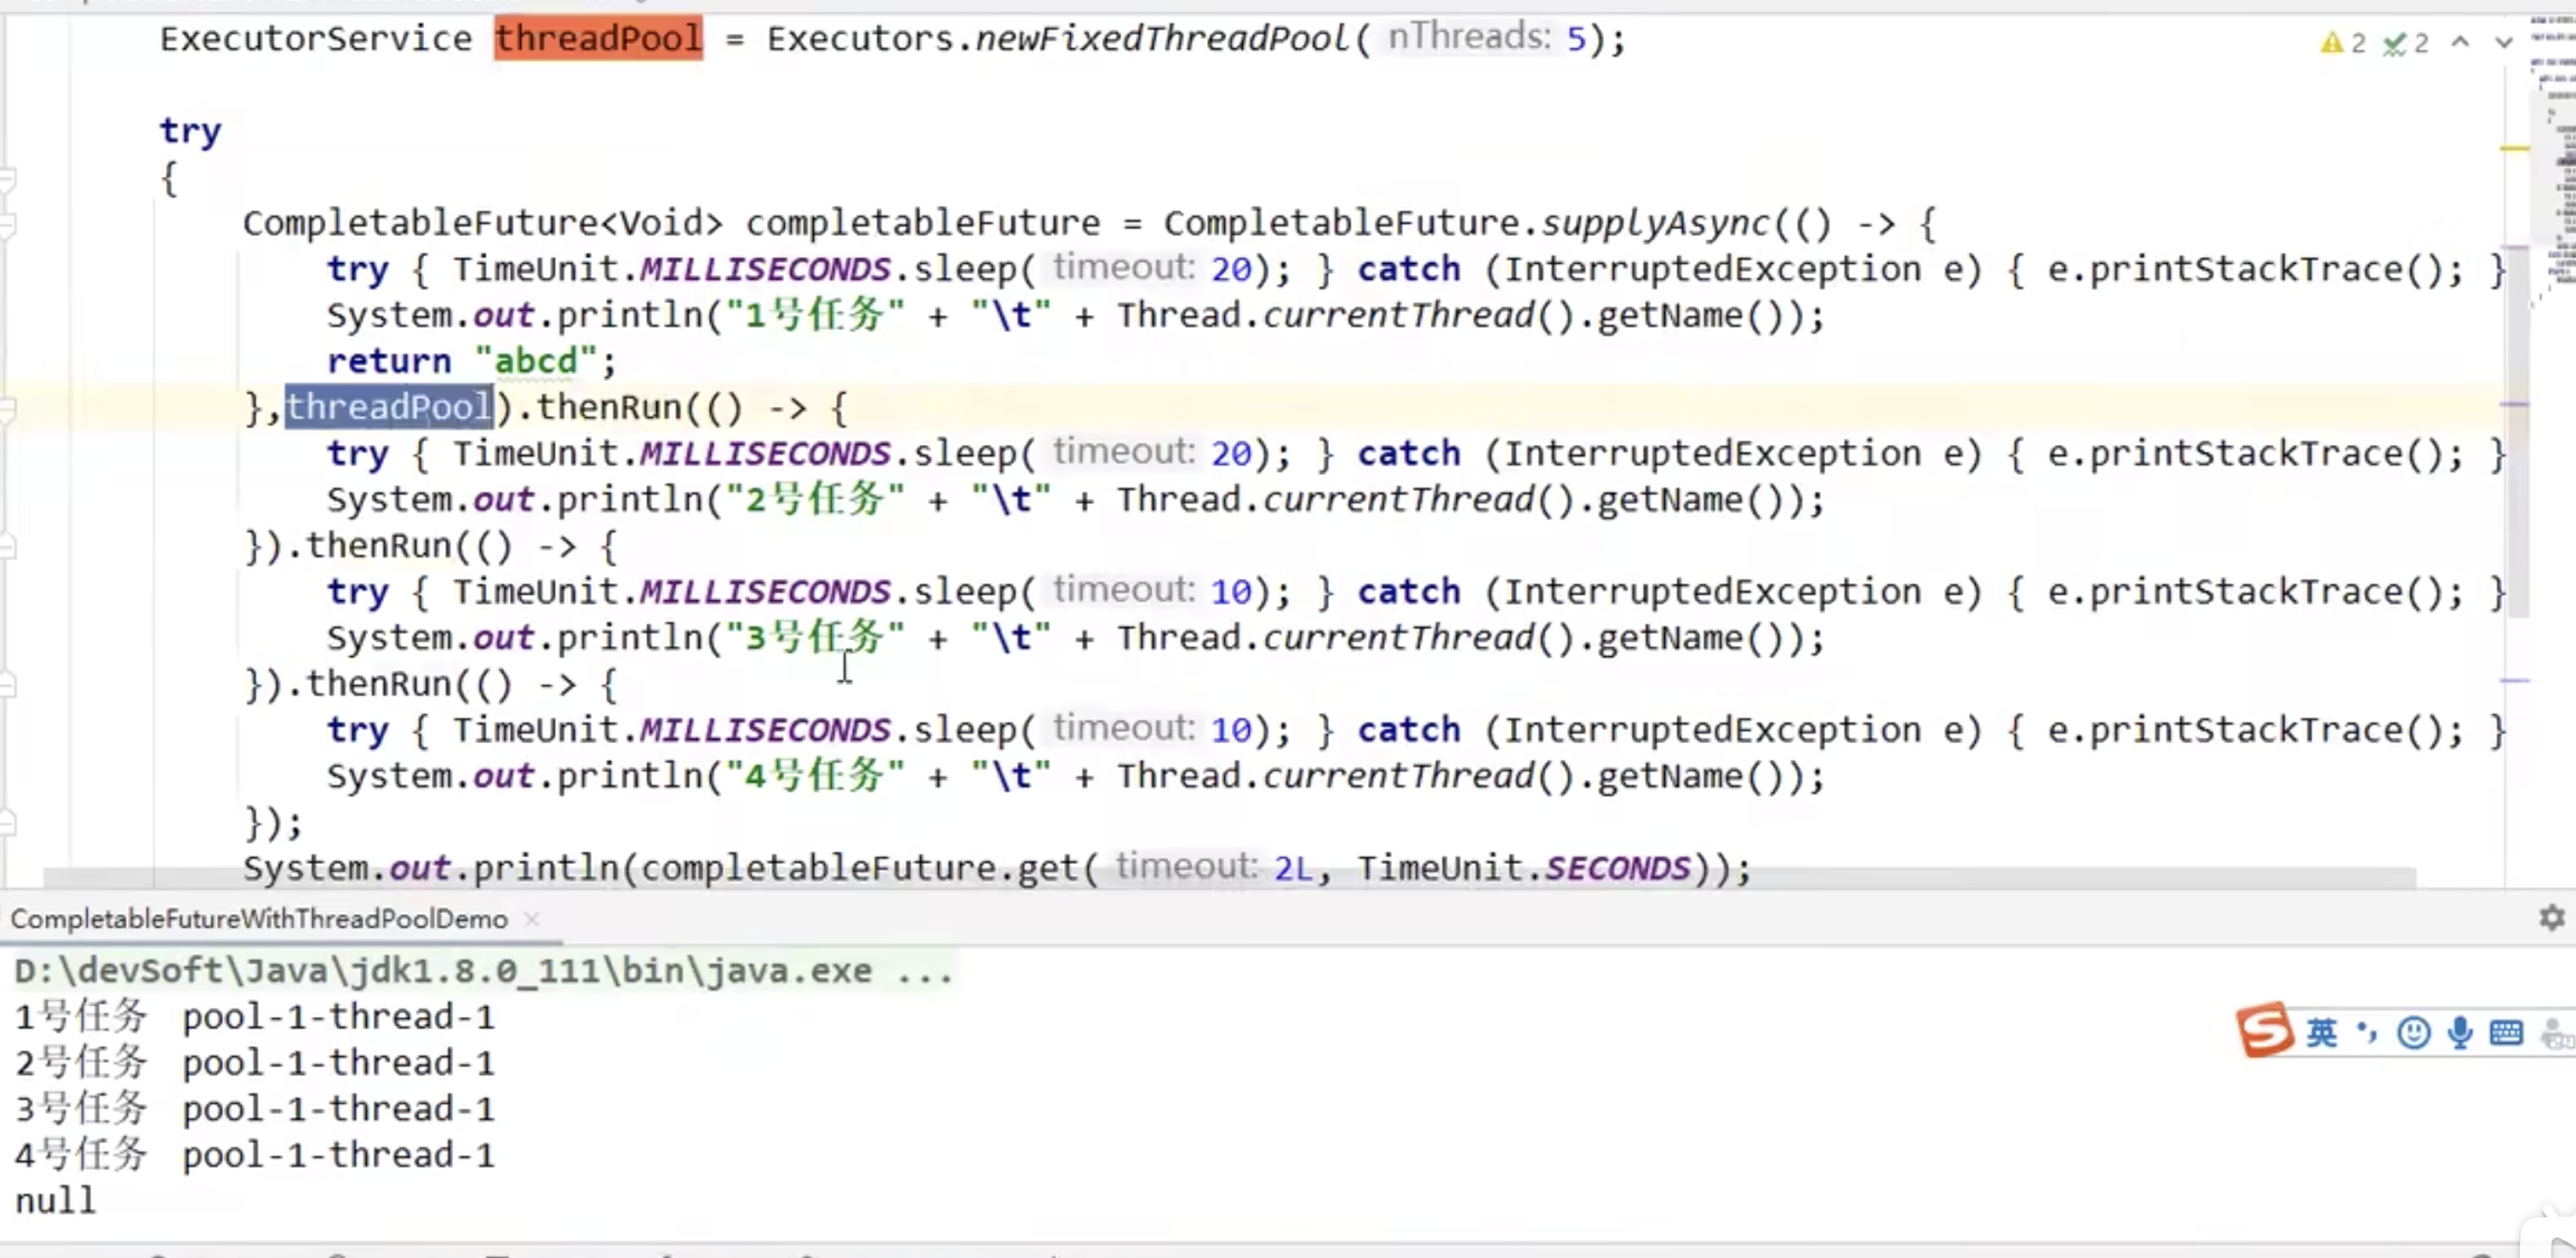 ExecutorService threadPool = Executors.newFixedThreadPool( nThreads: 5);
2 2
try
{
CompletableFuture<Void> completableFuture = CompletableFuture.supplyAsync(() -> {
try { TimeUnit.MILLISECONDS.sleep( timeout: 20); } catch (InterruptedException e) { e.printStackTrace(); }
System.out.println("1号任务" + "\t" + Thread.currentThread().getName());
return "abcd";
},threadPool).thenRun(() -> {
try { TimeUnit.MILLISECONDS.sleep( timeout: 20); } catch (InterruptedException e) { e.printStackTrace(); }
System.out.println("2号任务" + "\t" + Thread.currentThread().getName());
}).thenRun(() -> {
try { TimeUnit.MILLISECONDS.sleep( timeout: 10); } catch (InterruptedException e) { e.printStackTrace(); }
System.out.println("3号任务" + "\t" + Thread.currentThread().getName());
}).thenRun(() -> {
try { TimeUnit.MILLISECONDS.sleep( timeout: 10); } catch (InterruptedException e) { e.printStackTrace(); }
System.out.println("4号任务" + "\t" + Thread.currentThread().getName());
});
System.out.println(completableFuture.get( timeout: 2L, TimeUnit.SECONDS));
CompletableFutureWithThreadPoolDemo
D:\devSoft\Java\jdk1.8.0_111\bin\java.exe ...
1号任务 pool-1-thread-1
2号任务 pool-1-thread-1
3号任务 pool-1-thread-1
4号任务 pool-1-thread-1
null
英